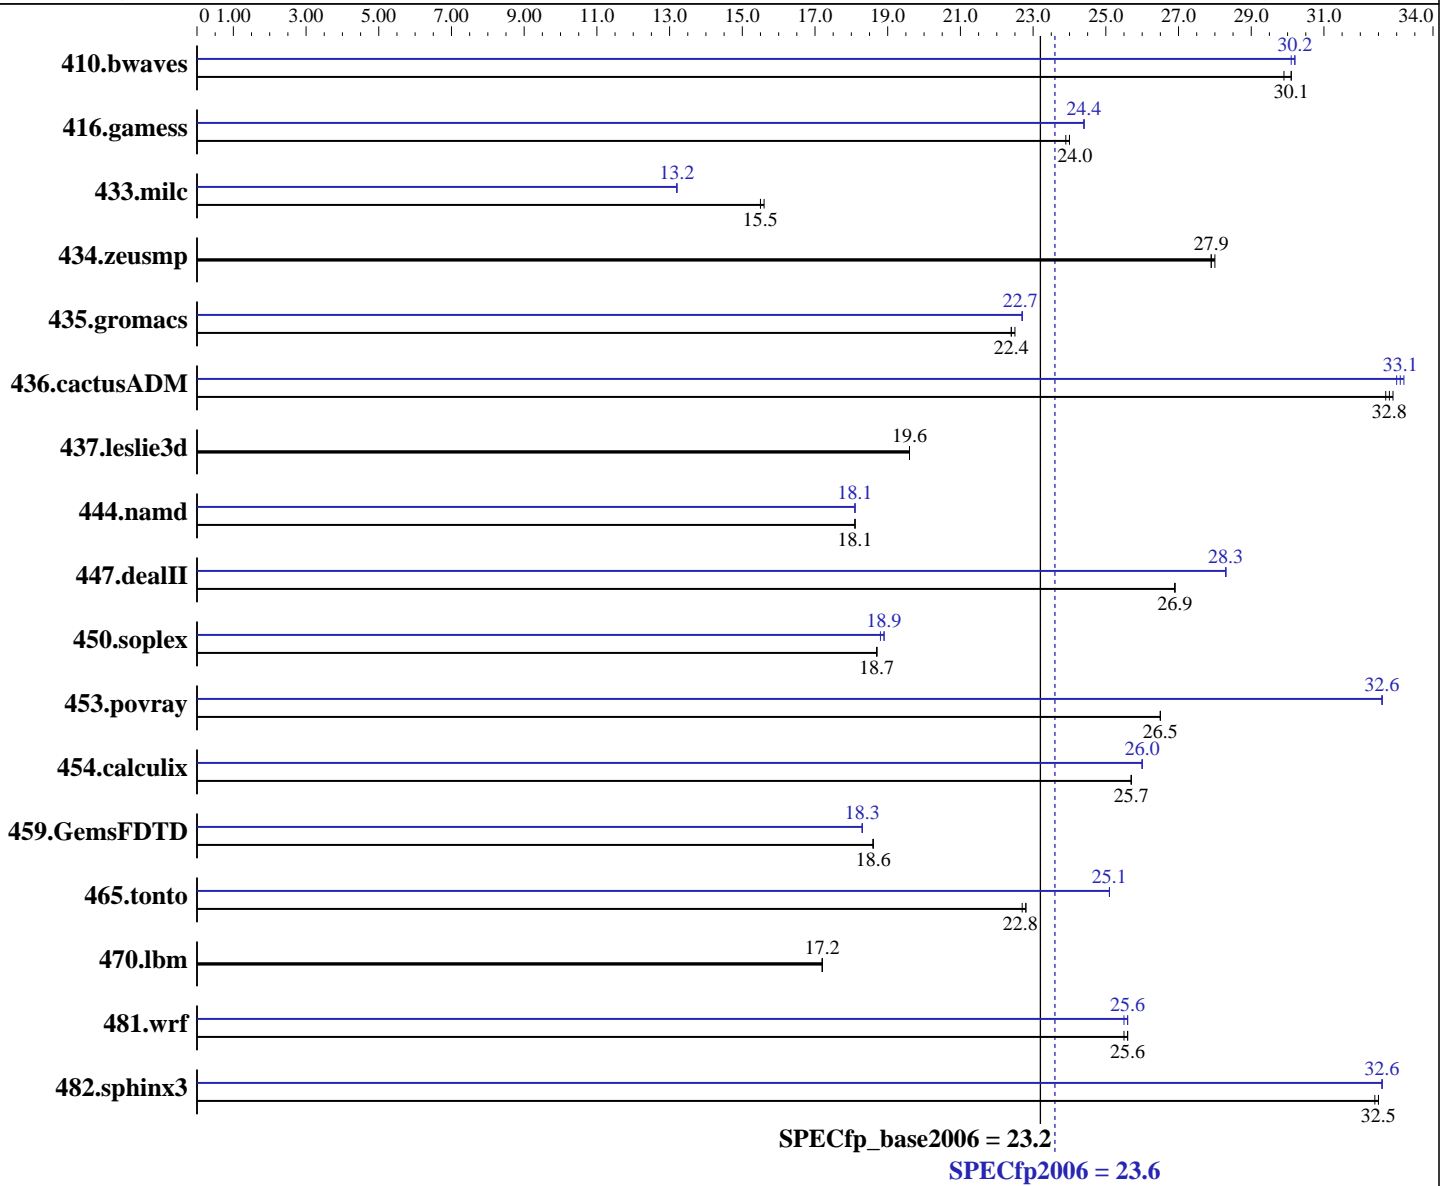 0 1.00 3.00 5.00 7.00 9.00 11.0 13.0 15.0 17.0 19.0 21.0 23.0 25.0 27.0 29.0 31.0 34.0
410.bwaves
30.2
30.1
416.gamess
24.4
24.0
433.milc
13.2
15.5
434.zeusmp
27.9
435.gromacs
22.7
22.4
436.cactusADM
33.1
32.8
437.leslie3d
19.6
444.namd
18.1
18.1
447.dealII
28.3
26.9
450.soplex
18.9
18.7
453.povray
32.6
26.5
454.calculix
26.0
25.7
459.GemsFDTD
18.3
18.6
465.tonto
25.1
22.8
470.lbm
17.2
481.wrf
25.6
25.6
482.sphinx3
32.6
32.5
SPECfp_base2006 = 23.2
SPECfp2006 = 23.6